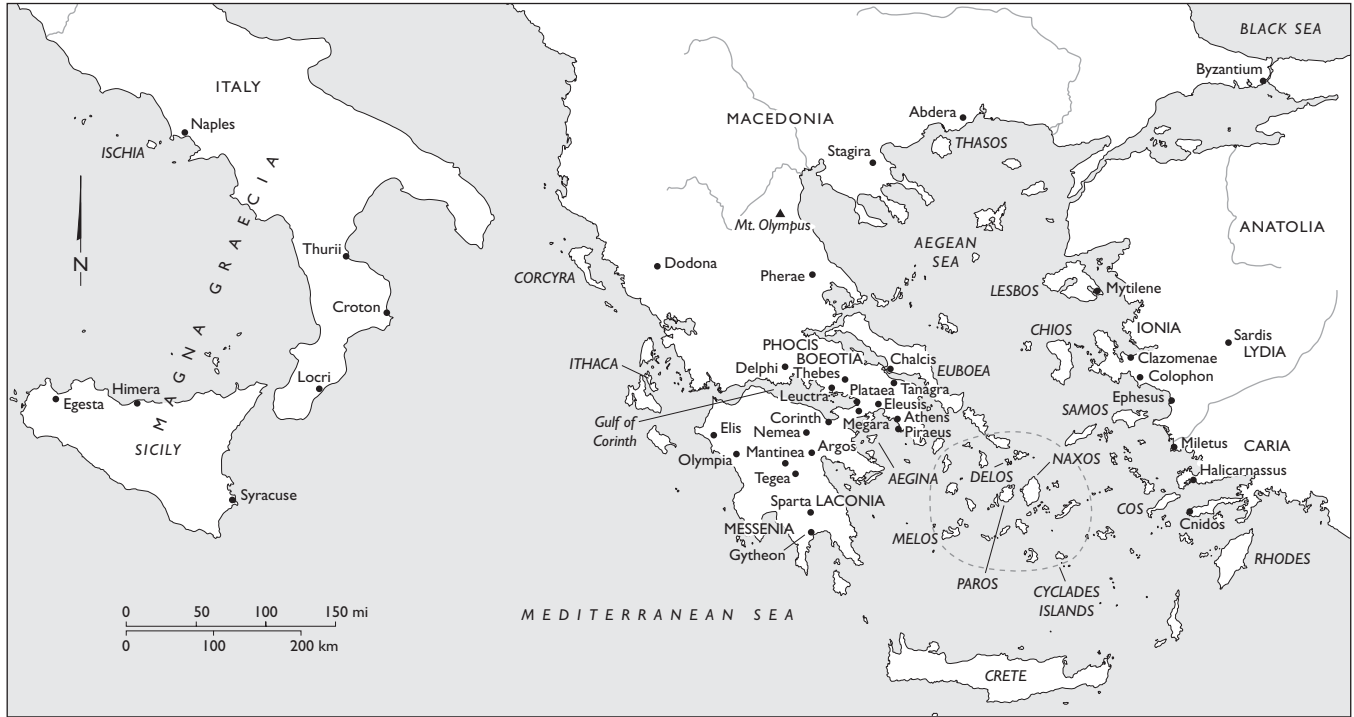 BLACK SEA
Byzantium
ITALY
Naples
ISCHIA
MAGNA GRAECIA
N
Thurii
Croton
Locri
Himera
Egesta
SICILY
Syracuse
MACEDONIA
Abdera
THASOS
Stagira
Mt. Olympus
AEGEAN
SEA
ANATOLIA
CORCYRA
Dodona
Pherae
LESBOS
Mytilene
CHIOS
IONIA
Sardis
LYDIA
Clazomenae
Colophon
Ephesus
SAMOS
Miletus
CARIA
Halicarnassus
COS
Cnidos
RHODES
ITHACA
PHOCIS
BOEOTIA
Chalcis
EUBOEA
Delphi
Thebes
Plataea
Tanagra
Leuctra
Eleusis
Gulf of
Corinth
Corinth
Megara
Athens
Piraeus
Elis
Nemea
Olympia
Mantinea
Argos
Tegea
AEGINA
DELOS
NAXOS
Sparta
LACONIA
MESSENIA
Gytheon
MELOS
PAROS
CYCLADES
ISLANDS
MEDITERRANEAN SEA
CRETE
0 50 100 150 mi
0 100 200 km